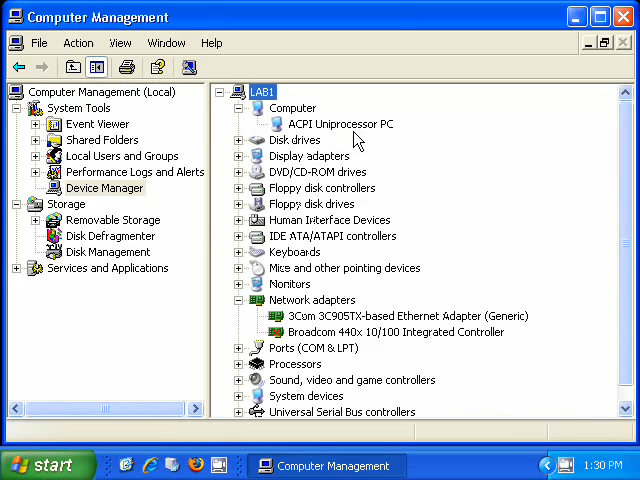 Computer Management
File Action View Window Help
Computer Management (Local)
System Tools
Event Viewer
Shared Folders
Local Users and Groups
Performance Logs and Alerts
Device Manager
Storage
Removable Storage
Disk Defragmenter
Disk Management
Services and Applications
LAB1
Computer
ACPI Uniprocessor PC
Disk drives
Display adapters
DVD/CD-ROM drives
Floppy disk controllers
Floppy disk drives
Human Interface Devices
IDE ATA/ATAPI controllers
Keyboards
Mice and other pointing devices
Monitors
Network adapters
3Com 3C905TX-based Ethernet Adapter (Generic)
Broadcom 440x 10/100 Integrated Controller
Ports (COM & LPT)
Processors
Sound, video and game controllers
System devices
Universal Serial Bus controllers
start
Computer Management
1:30 PM